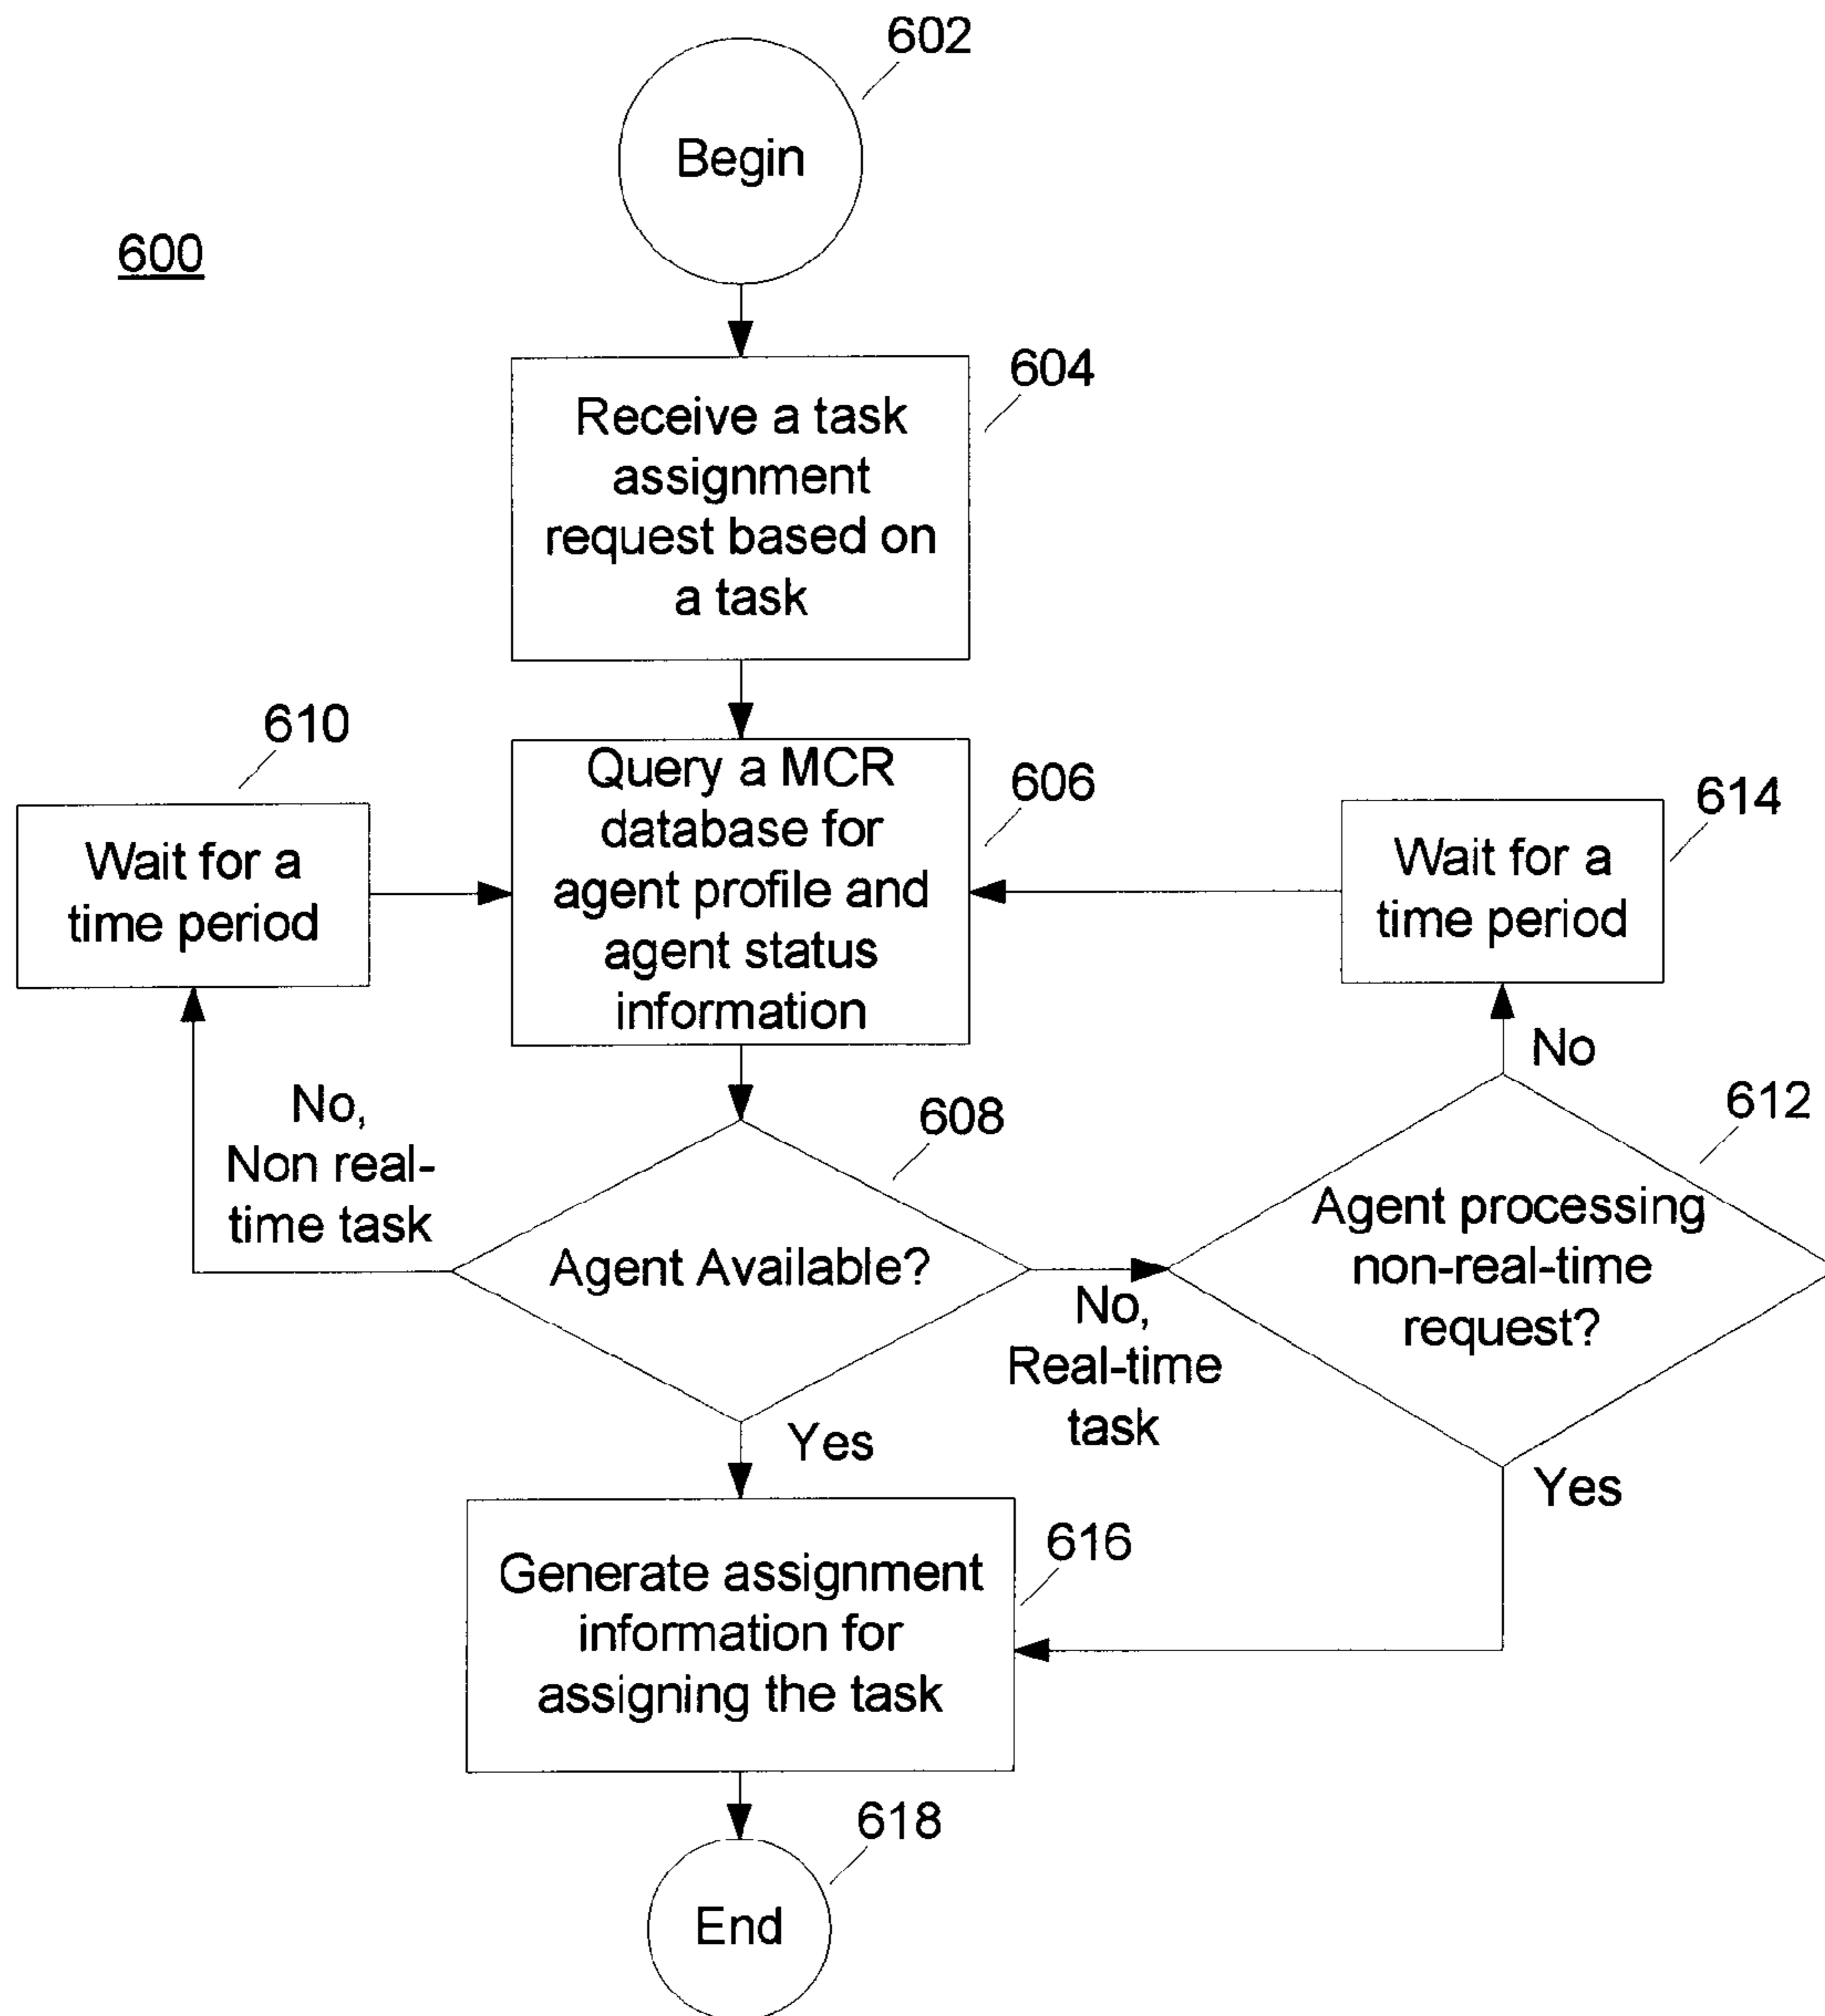 602
Begin
600
604
Receive a task
assignment
request based on
a task
610
Wait for a
time period
Query a MCR
database for
agent profile and
agent status
information
606
614
Wait for a
time period
No
No,
Non real-
time task
608
Agent Available?
No,
Real-time
task
612
Agent processing
non-real-time
request?
Yes
Yes
616
Generate assignment
information for
assigning the task
618
End